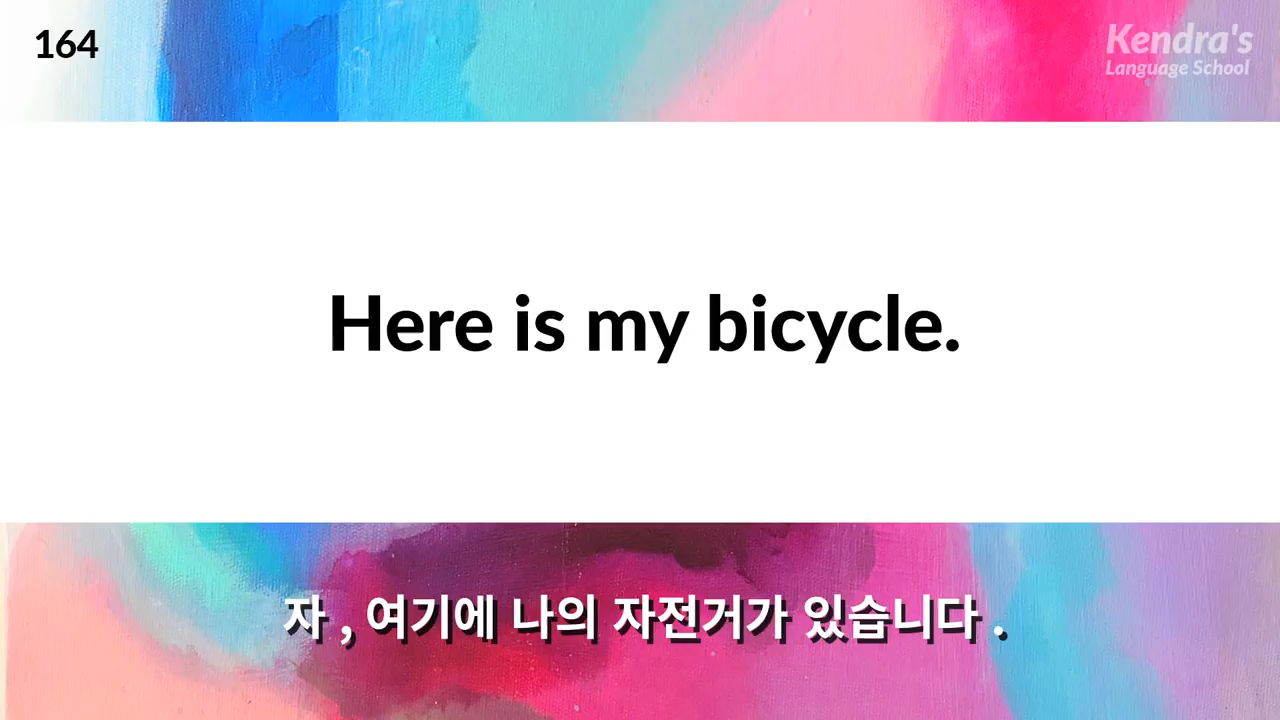 164
Kendra's
Language School
Here is my bicycle.
자 , 여기에 나의 자전거가 있습니다 .